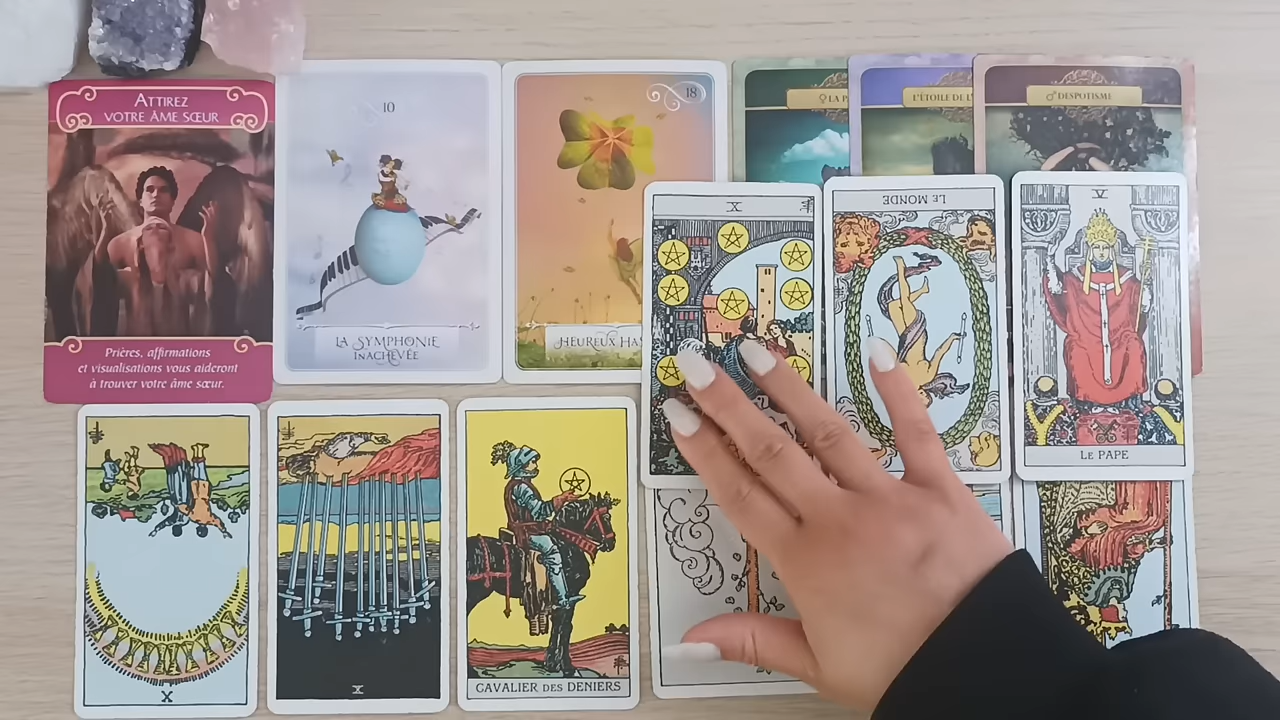 ATTIREZ
VOTRE ÂME SŒUR
Prières, affirmations
et visualisations vous aideront
à trouver votre âme sœur.
10
LA SYMPHONIE
INACHEVÉE
18
HEUREUX
♀LA
L'ÉTOILE DE
♂DESPOTISME
X
LE MONDE
V
LE PAPE
X
X
CAVALIER DES DENIERS